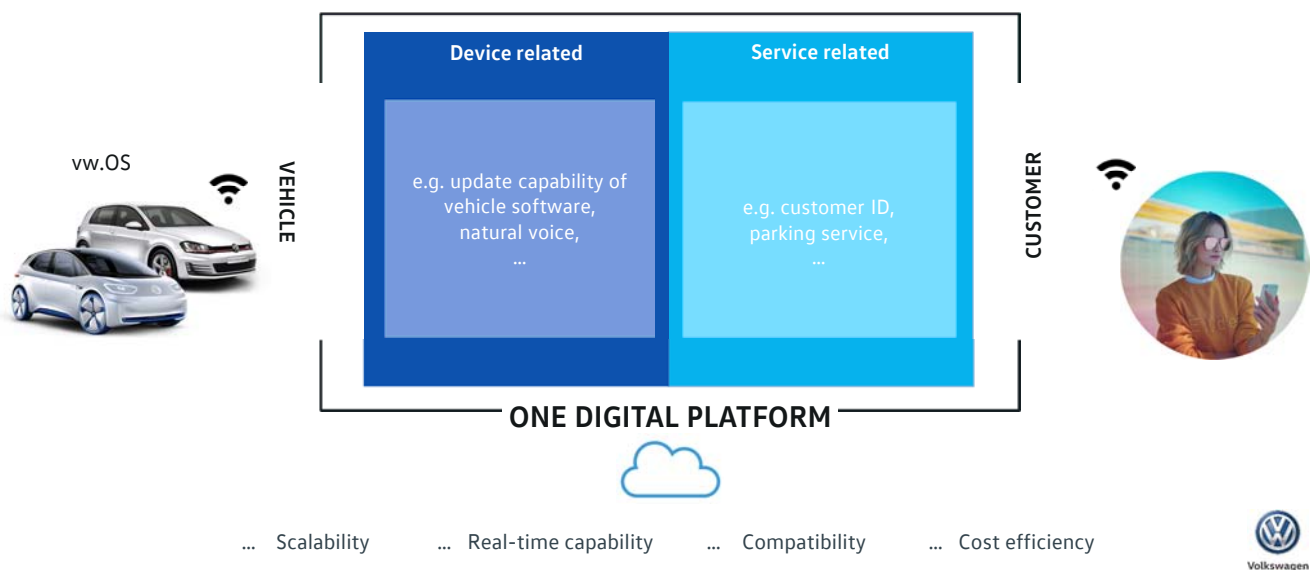 Device related
Service related
vw.OS
VEHICLE
e.g. update capability of
vehicle software,
natural voice,
...
e.g. customer ID,
parking service,
...
CUSTOMER
ONE DIGITAL PLATFORM
... Scalability
... Real-time capability
... Compatibility
... Cost efficiency
Volkswagen